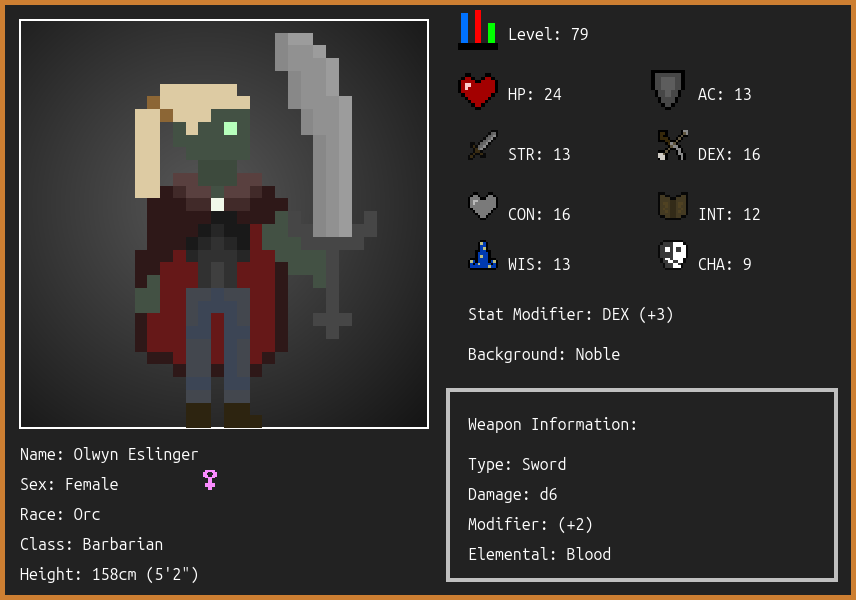 Level: 79
HP: 24
AC: 13
STR: 13
DEX: 16
CON: 16
INT: 12
WIS: 13
CHA: 9
Stat Modifier: DEX (+3)
Background: Noble
Weapon Information:
Type: Sword
Damage: d6
Modifier: (+2)
Elemental: Blood
Name: Olwyn Eslinger
Sex: Female
Race: Orc
Class: Barbarian
Height: 158cm (5'2")